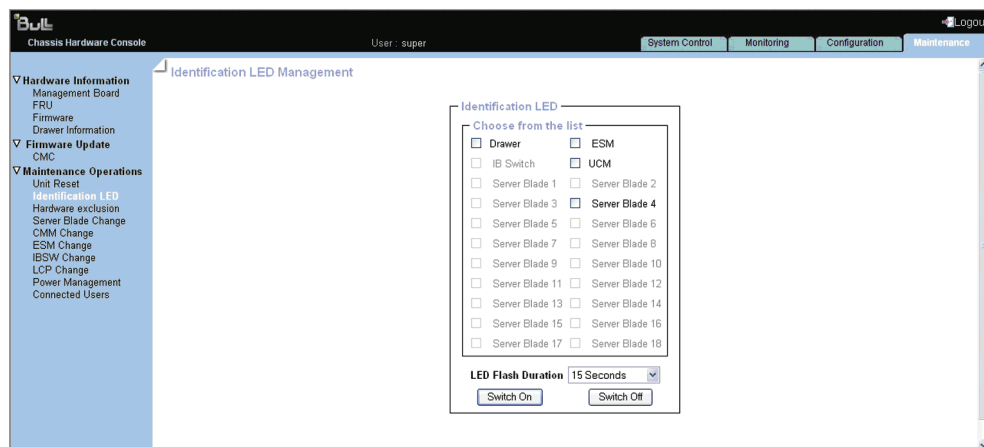 Bull
Logou
Chassis Hardware Console
User : super
System Control
Monitoring
Configuration
Maintenance
Hardware Information
Management Board
FRU
Firmware
Drawer Information
Firmware Update
CMC
Maintenance Operations
Unit Reset
Identification LED
Hardware exclusion
Server Blade Change
CMM Change
ESM Change
IBSW Change
LCP Change
Power Management
Connected Users
Identification LED Management
Identification LED
Choose from the list
Drawer
ESM
IB Switch
UCM
Server Blade 1
Server Blade 2
Server Blade 3
Server Blade 4
Server Blade 5
Server Blade 6
Server Blade 7
Server Blade 8
Server Blade 9
Server Blade 10
Server Blade 11
Server Blade 12
Server Blade 13
Server Blade 14
Server Blade 15
Server Blade 16
Server Blade 17
Server Blade 18
LED Flash Duration
15 Seconds
Switch On
Switch Off